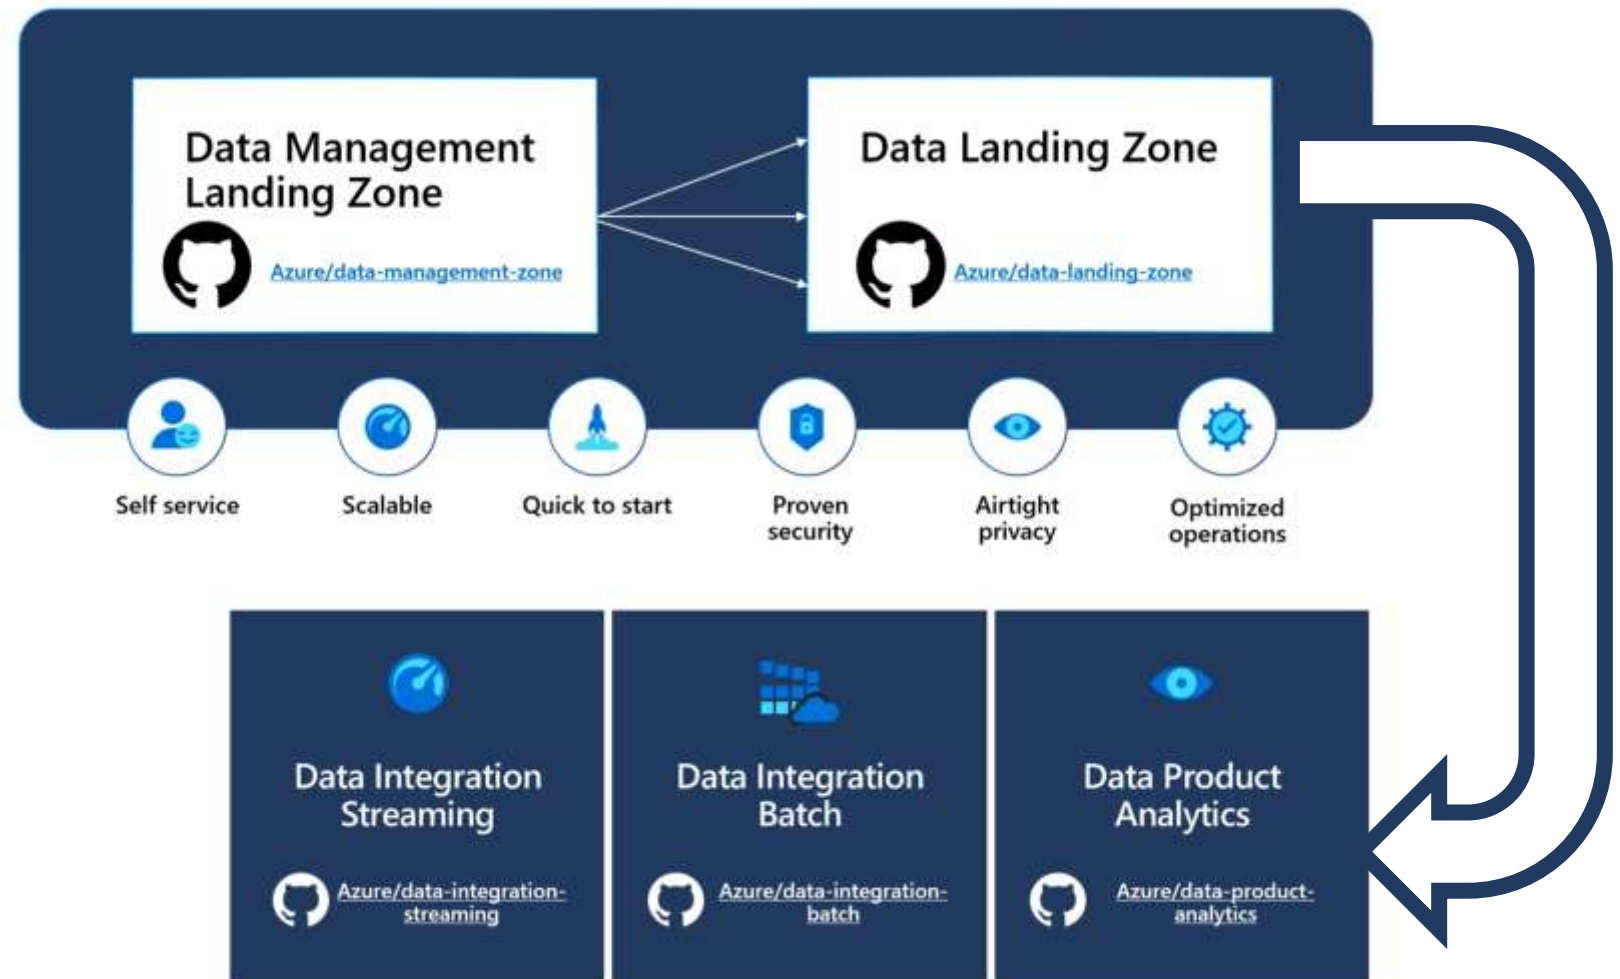 Data Management
Landing Zone
Azure/data-management-zone
Data Landing Zone
Azure/data-landing-zone
Self service
Scalable
Quick to start
Proven
security
Airtight
privacy
Optimized
operations
Data Integration
Streaming
Azure/data-integration-
streaming
Data Integration
Batch
Azure/data-integration-
batch
Data Product
Analytics
Azure/data-product-
analytics